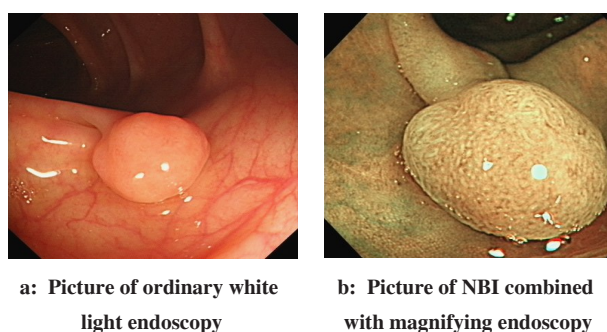 a: Picture of ordinary white
light endoscopy
b: Picture of NBI combined
with magnifying endoscopy